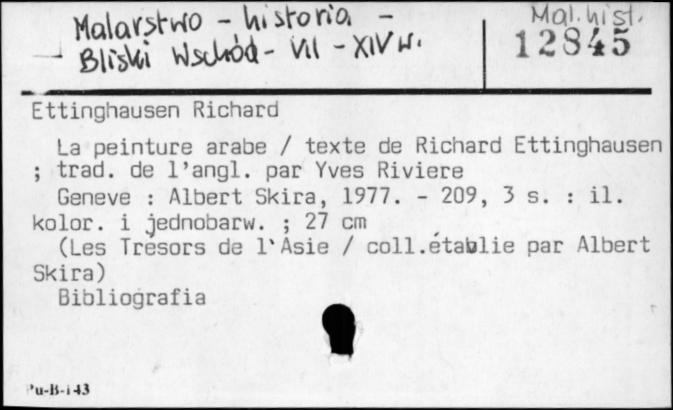 Malarstwo - historia -
Bliski Wschód - VII - XIV w.
Mal. hist.
12845
Ettinghausen Richard
La peinture arabe / texte de Richard Ettinghausen
; trad. de l'angl. par Yves Riviere
Geneve : Albert Skira, 1977. - 209, 3 s. : il.
kolor. i jednobarw. ; 27 cm
(Les Trésors de l'Asie / coll.établie par Albert
Skira)
Bibliografia
Pu-B-143